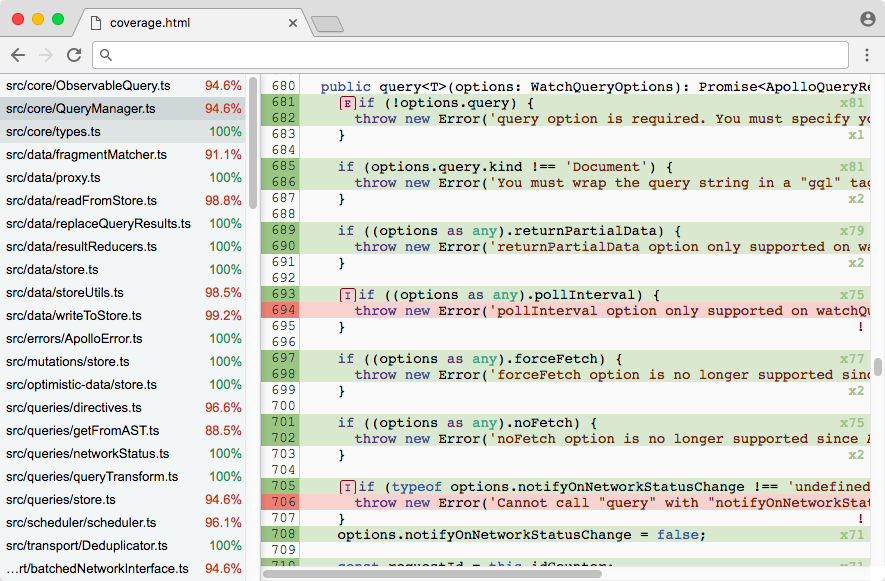 coverage.html
src/core/ObservableQuery.ts 94.6%
src/core/QueryManager.ts 94.6%
src/core/types.ts 100%
src/data/fragmentMatcher.ts 91.1%
src/data/proxy.ts 100%
src/data/readFromStore.ts 98.8%
src/data/replaceQueryResults.ts 100%
src/data/resultReducers.ts 100%
src/data/store.ts 100%
src/data/storeUtils.ts 98.5%
src/data/writeToStore.ts 99.2%
src/errors/ApolloError.ts 100%
src/mutations/store.ts 100%
src/optimistic-data/store.ts 100%
src/queries/directives.ts 96.6%
src/queries/getFromAST.ts 88.5%
src/queries/networkStatus.ts 100%
src/queries/queryTransform.ts 100%
src/queries/store.ts 94.6%
src/scheduler/scheduler.ts 96.1%
src/transport/Deduplicator.ts 100%
...rt/batchedNetworkInterface.ts 94.6%
680 public query<T>(options: WatchQueryOptions): Promise<ApolloQueryRe
681 E if (!options.query) { x81
682 throw new Error('query option is required. You must specify yo
683 } x1
684
685 if (options.query.kind !== 'Document') { x81
686 throw new Error('You must wrap the query string in a "gql" tag
687 } x2
688
689 if ((options as any).returnPartialData) { x79
690 throw new Error('returnPartialData option only supported on wa
691 } x2
692
693 I if ((options as any).pollInterval) { x75
694 throw new Error('pollInterval option only supported on watchQu
695 } !
696
697 if ((options as any).forceFetch) { x77
698 throw new Error('forceFetch option is no longer supported sinc
699 } x2
700
701 if ((options as any).noFetch) { x75
702 throw new Error('noFetch option is no longer supported since A
703 } x2
704
705 I if (typeof options.notifyOnNetworkStatusChange !== 'undefined
706 throw new Error('Cannot call "query" with "notifyOnNetworkStat
707 } !
708 options.notifyOnNetworkStatusChange = false; x71
709
710 const requestId = this.idCounter; x71